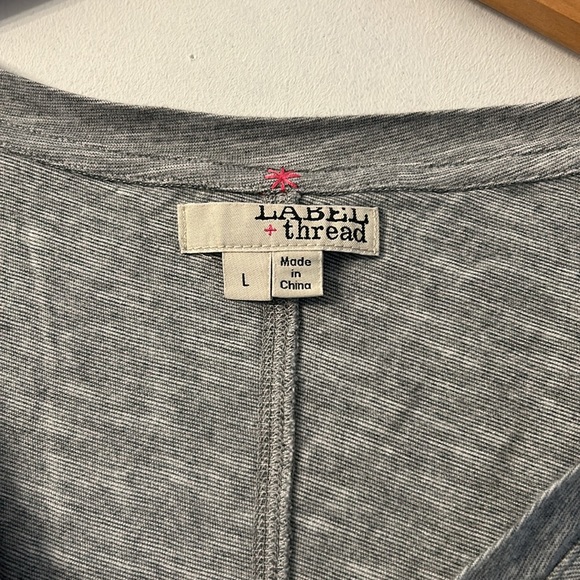 LABEL
+ thread
L
Made
in
China